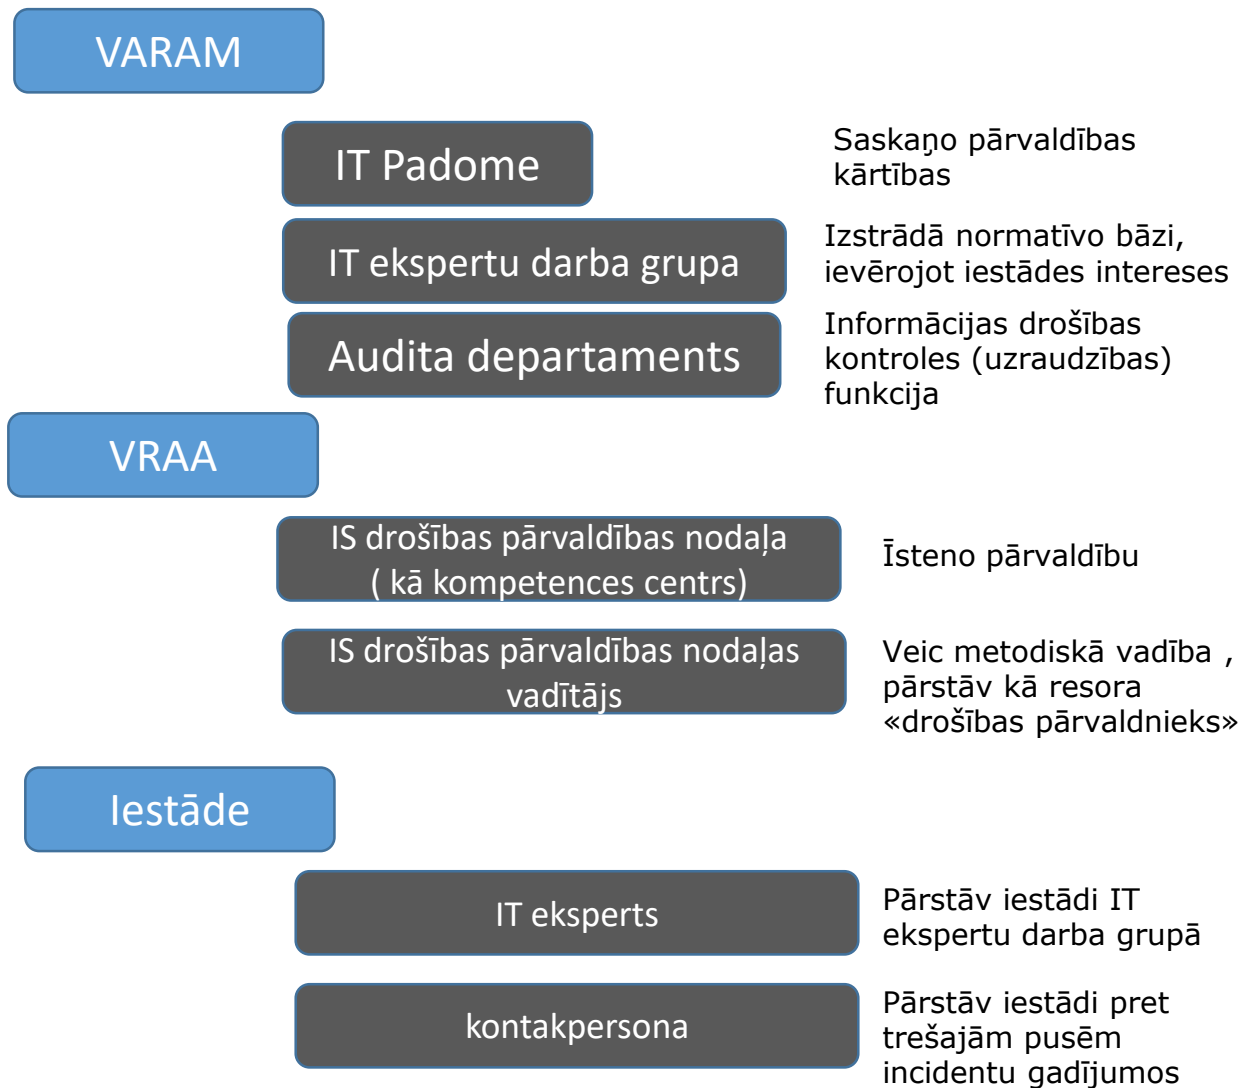 VARAM
IT Padome
Saskaņo pārvaldības
kārtības
IT ekspertu darba grupa
Izstrādā normatīvo bāzi,
ievērojot iestādes intereses
Audita departaments
Informācijas drošības
kontroles (uzraudzības)
funkcija
VRAA
IS drošības pārvaldības nodaļa
( kā kompetences centrs)
Īsteno pārvaldību
IS drošības pārvaldības nodaļas
vadītājs
Veic metodiskā vadība ,
pārstāv kā resora
«drošības pārvaldnieks»
Iestāde
IT eksperts
Pārstāv iestādi IT
ekspertu darba grupā
kontakpersona
Pārstāv iestādi pret
trešajām pusēm
incidentu gadījumos